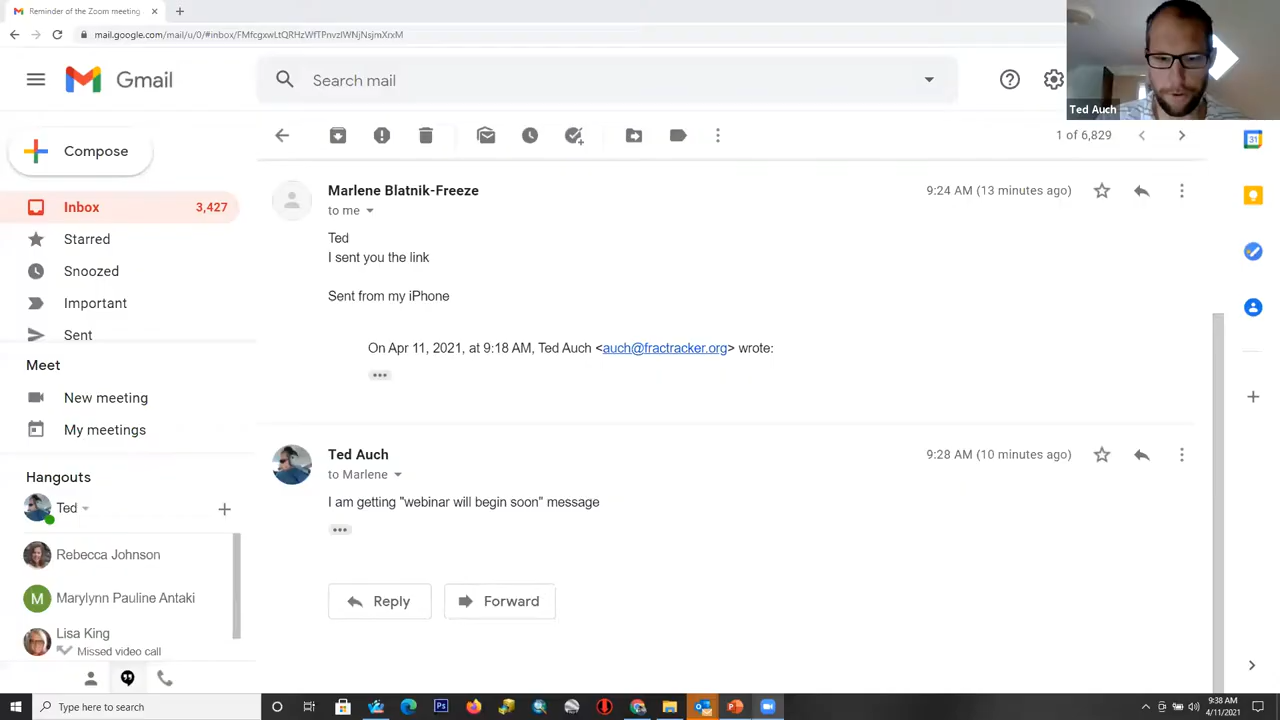 Reminder of the Zoom meeting
mail.google.com/mail/u/0/#inbox/FMfcgxwLtQRHzWfTPnvzlWNjNsjmXrxM
Gmail
Search mail
Ted Auch
Compose
1 of 6,829
31
Inbox 3,427
Starred
Snoozed
Important
Sent
Meet
New meeting
My meetings
Hangouts
Ted
Rebecca Johnson
M
Marylynn Pauline Antaki
Lisa King
Missed video call
Marlene Blatnik-Freeze 9:24 AM (13 minutes ago)
to me
Ted
I sent you the link
Sent from my iPhone
On Apr 11, 2021, at 9:18 AM, Ted Auch <auch@fractracker.org> wrote:
Ted Auch 9:28 AM (10 minutes ago)
to Marlene
I am getting "webinar will begin soon" message
Reply
Forward
Type here to search
9:38 AM
4/11/2021